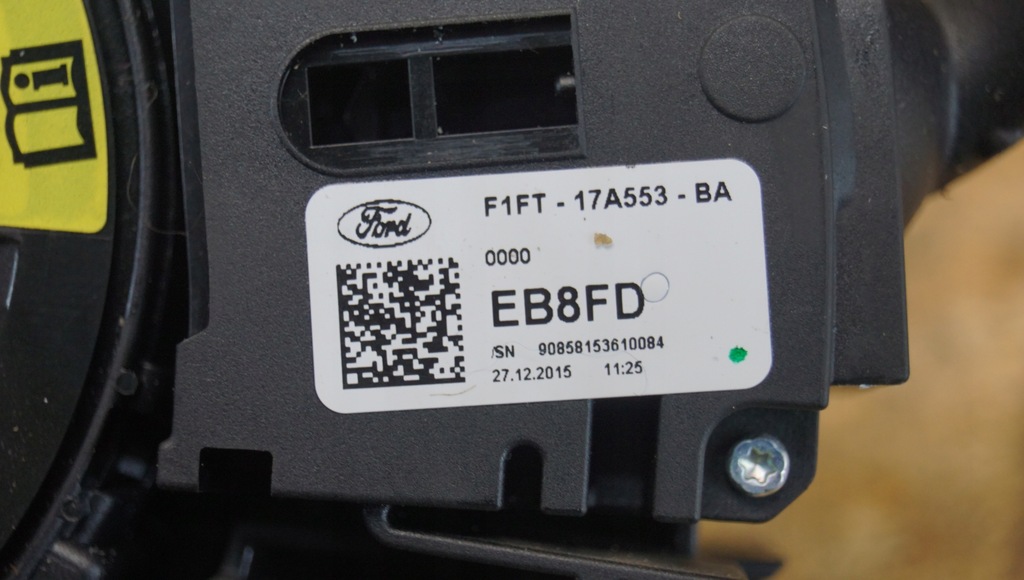 Ford
F1FT - 17A553 - BA
0000
EB8FD
/SN 90858153610084
27.12.2015 11:25